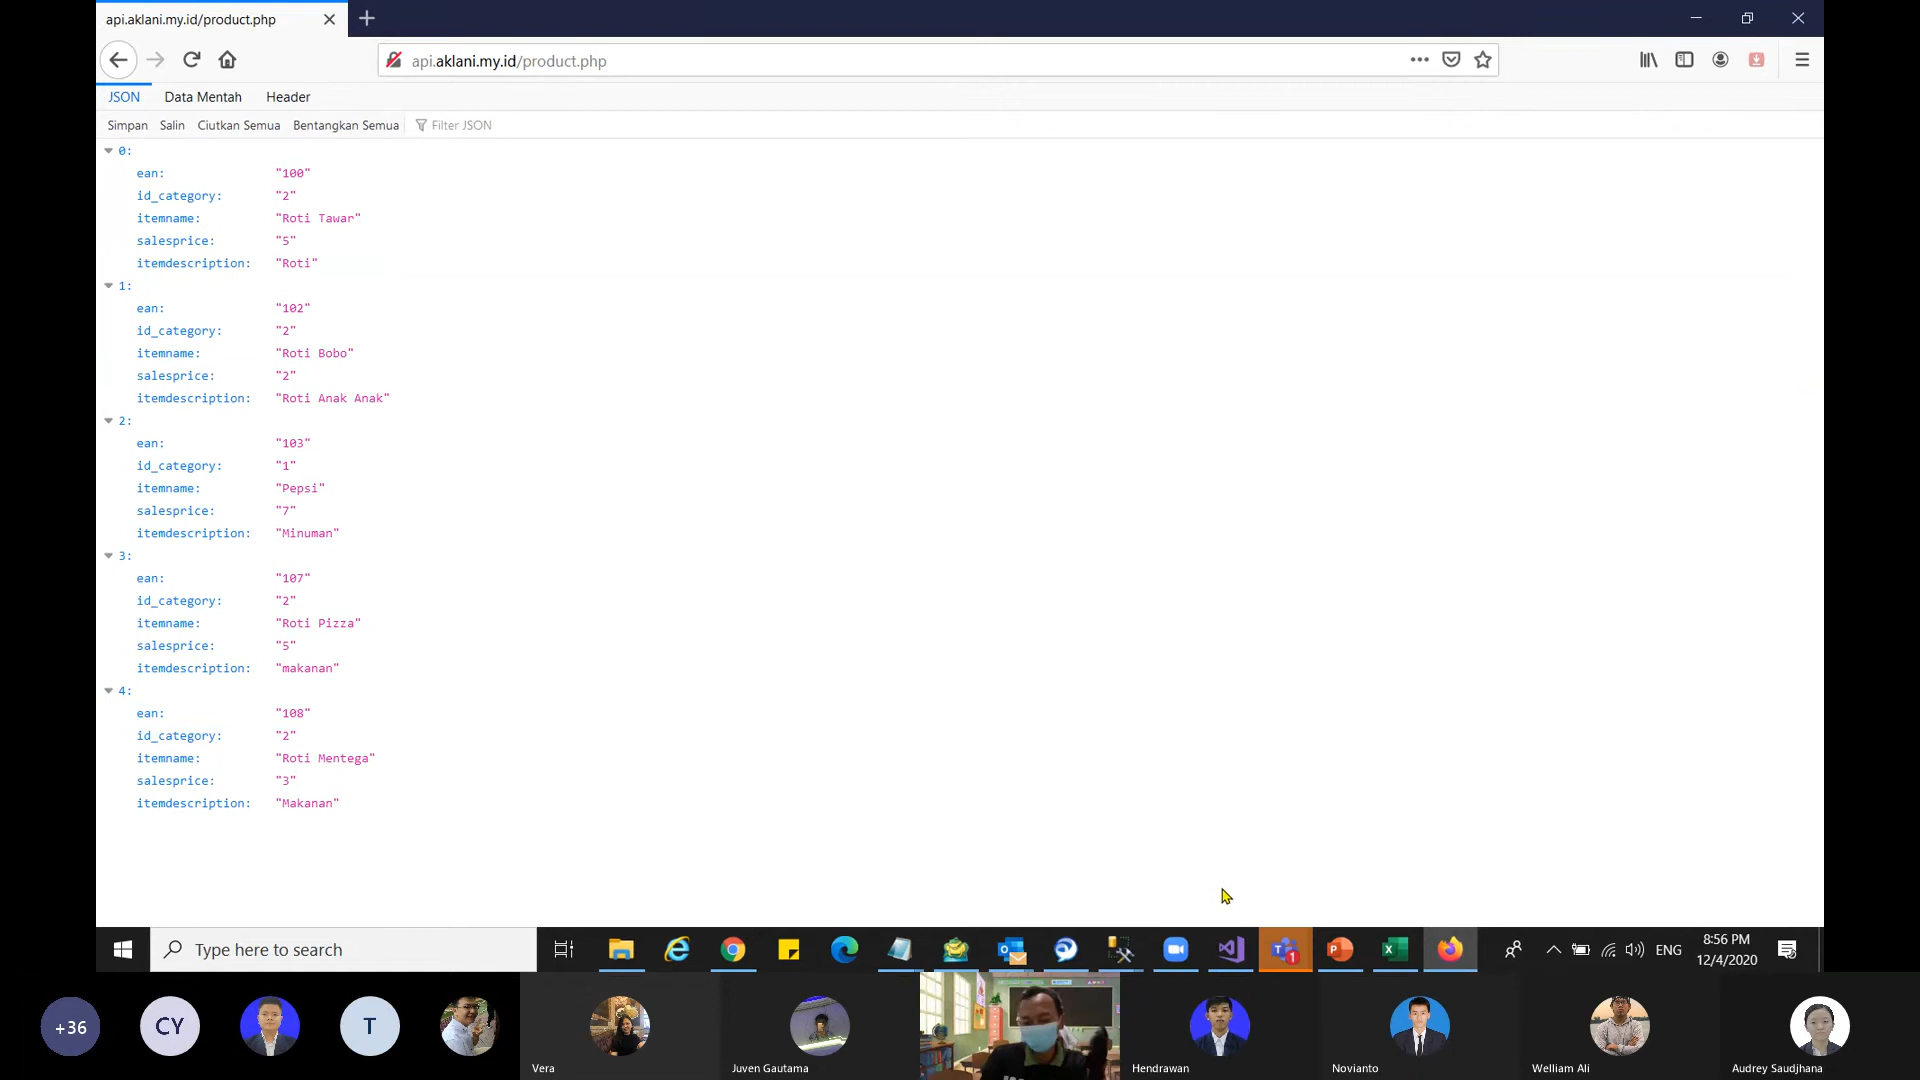 api.aklani.my.id/product.php
api.aklani.my.id/product.php
JSON Data Mentah Header
Simpan Salin Ciutkan Semua Bentangkan Semua Filter JSON
0:
ean: "100"
id_category: "2"
itemname: "Roti Tawar"
salesprice: "5"
itemdescription: "Roti"
1:
ean: "102"
id_category: "2"
itemname: "Roti Bobo"
salesprice: "2"
itemdescription: "Roti Anak Anak"
2:
ean: "103"
id_category: "1"
itemname: "Pepsi"
salesprice: "7"
itemdescription: "Minuman"
3:
ean: "107"
id_category: "2"
itemname: "Roti Pizza"
salesprice: "5"
itemdescription: "makanan"
4:
ean: "108"
id_category: "2"
itemname: "Roti Mentega"
salesprice: "3"
itemdescription: "Makanan"
Type here to search
ENG
8:56 PM
12/4/2020
+36 CY T
Vera Juven Gautama Hendrawan Novianto Welliam Ali Audrey Saudjhana